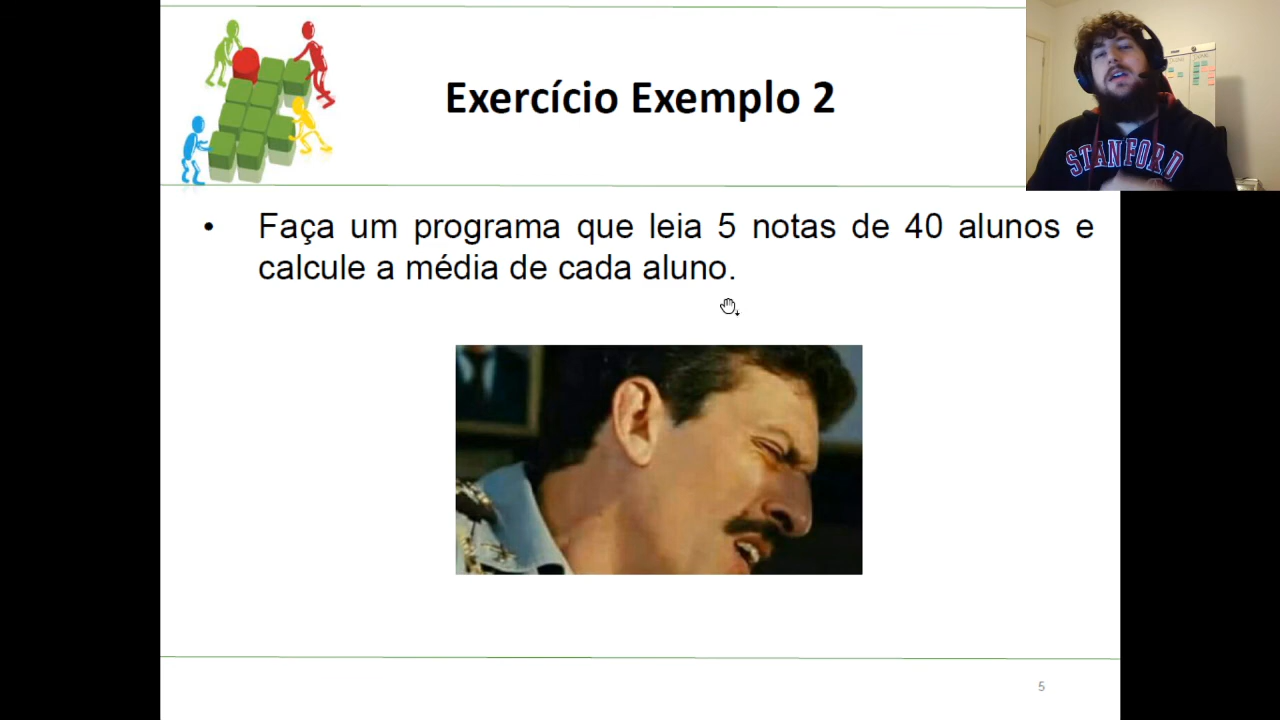 Exercício Exemplo 2
STANFORD
• Faça um programa que leia 5 notas de 40 alunos e
calcule a média de cada aluno.
5